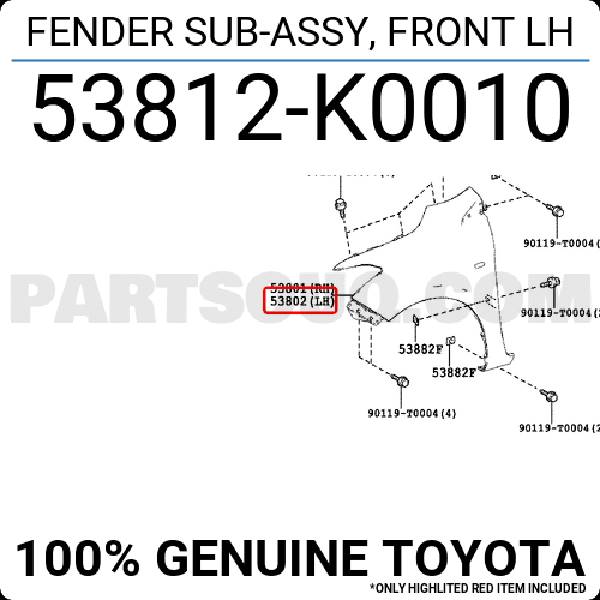 FENDER SUB-ASSY, FRONT LH
53812-K0010
90119-T0004 (
53801 (RH)
53802 (LH)
90119-T0004 (
53882F
53882F
90119-T0004 (4)
90119-T0004 (2
PARTSOUQ.COM
100% GENUINE TOYOTA
*ONLY HIGHLITED RED ITEM INCLUDED